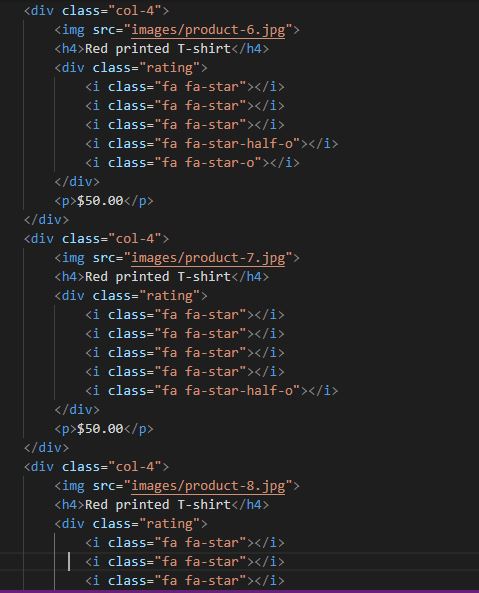 <div class="col-4">
<img src="images/product-6.jpg">
<h4>Red printed T-shirt</h4>
<div class="rating">
<i class="fa fa-star"></i>
<i class="fa fa-star"></i>
<i class="fa fa-star"></i>
<i class="fa fa-star-half-o"></i>
<i class="fa fa-star-o"></i>
</div>
<p>$50.00</p>
</div>
<div class="col-4">
<img src="images/product-7.jpg">
<h4>Red printed T-shirt</h4>
<div class="rating">
<i class="fa fa-star"></i>
<i class="fa fa-star"></i>
<i class="fa fa-star"></i>
<i class="fa fa-star"></i>
<i class="fa fa-star-half-o"></i>
</div>
<p>$50.00</p>
</div>
<div class="col-4">
<img src="images/product-8.jpg">
<h4>Red printed T-shirt</h4>
<div class="rating">
<i class="fa fa-star"></i>
<i class="fa fa-star"></i>
<i class="fa fa-star"></i>